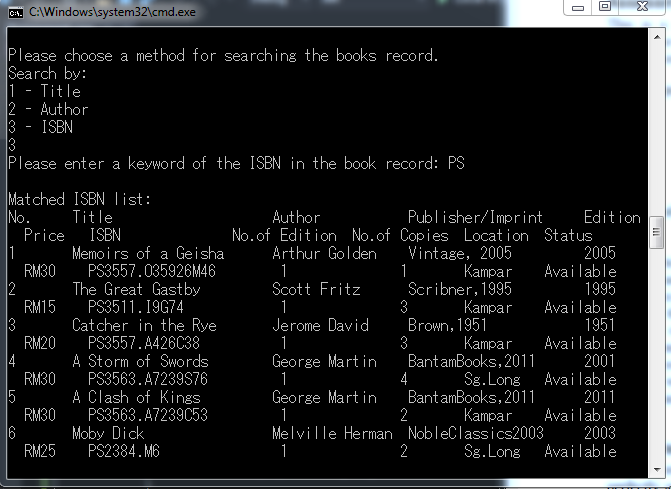 C:\Windows\system32\cmd.exe
Please choose a method for searching the books record.
Search by:
1 - Title
2 - Author
3 - ISBN
3
Please enter a keyword of the ISBN in the book record: PS
Matched ISBN list:
No. Title Author Publisher/Imprint Edition
Price ISBN No.of Edition No.of Copies Location Status
1 Memoirs of a Geisha Arthur Golden Vintage, 2005 2005
RM30 PS3557.O35926M46 1 1 Kampar Available
2 The Great Gastby Scott Fritz Scribner,1995 1995
RM15 PS3511.I9G74 1 3 Kampar Available
3 Catcher in the Rye Jerome David Brown,1951 1951
RM20 PS3557.A426C38 1 3 Kampar Available
4 A Storm of Swords George Martin BantamBooks,2011 2001
RM30 PS3563.A7239S76 1 4 Sg.Long Available
5 A Clash of Kings George Martin BantamBooks,2011 2011
RM30 PS3563.A7239C53 1 2 Kampar Available
6 Moby Dick Melville Herman NobleClassics2003 2003
RM25 PS2384.M6 1 2 Sg.Long Available